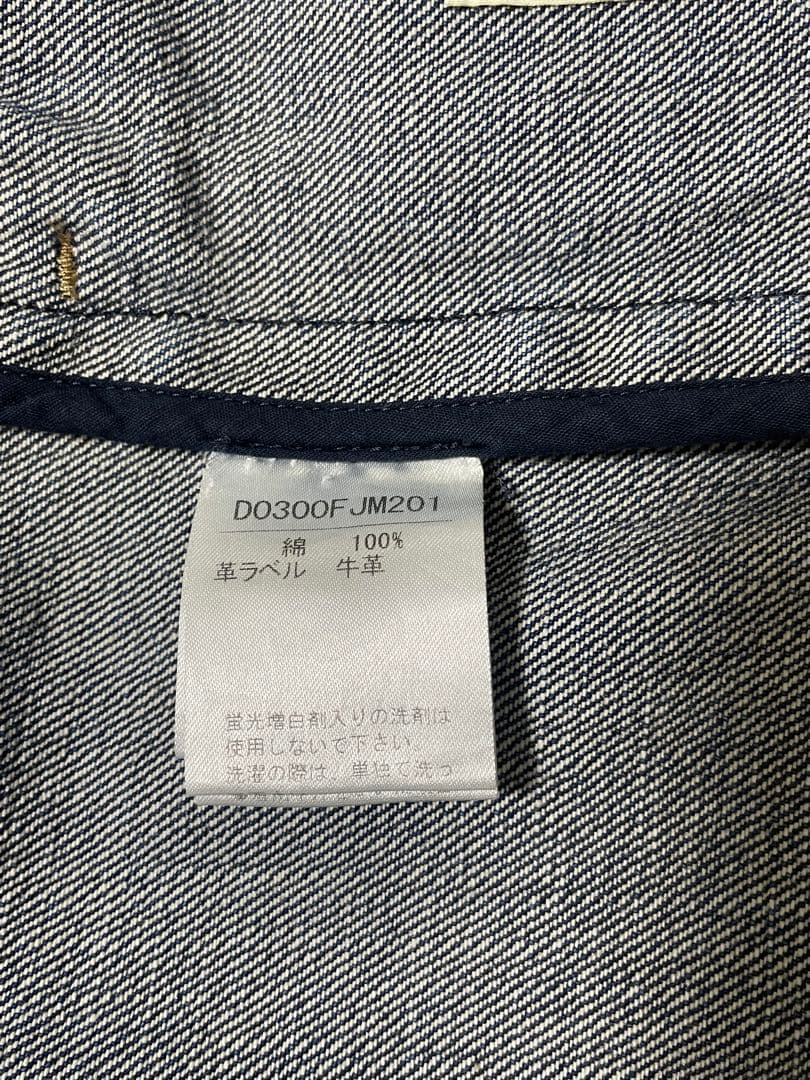 D0300FJM201
綿 100%
革ラベル 牛革
蛍光増白剤入りの洗剤は
使用しないで下さい。
洗濯の際は、単独で洗っ